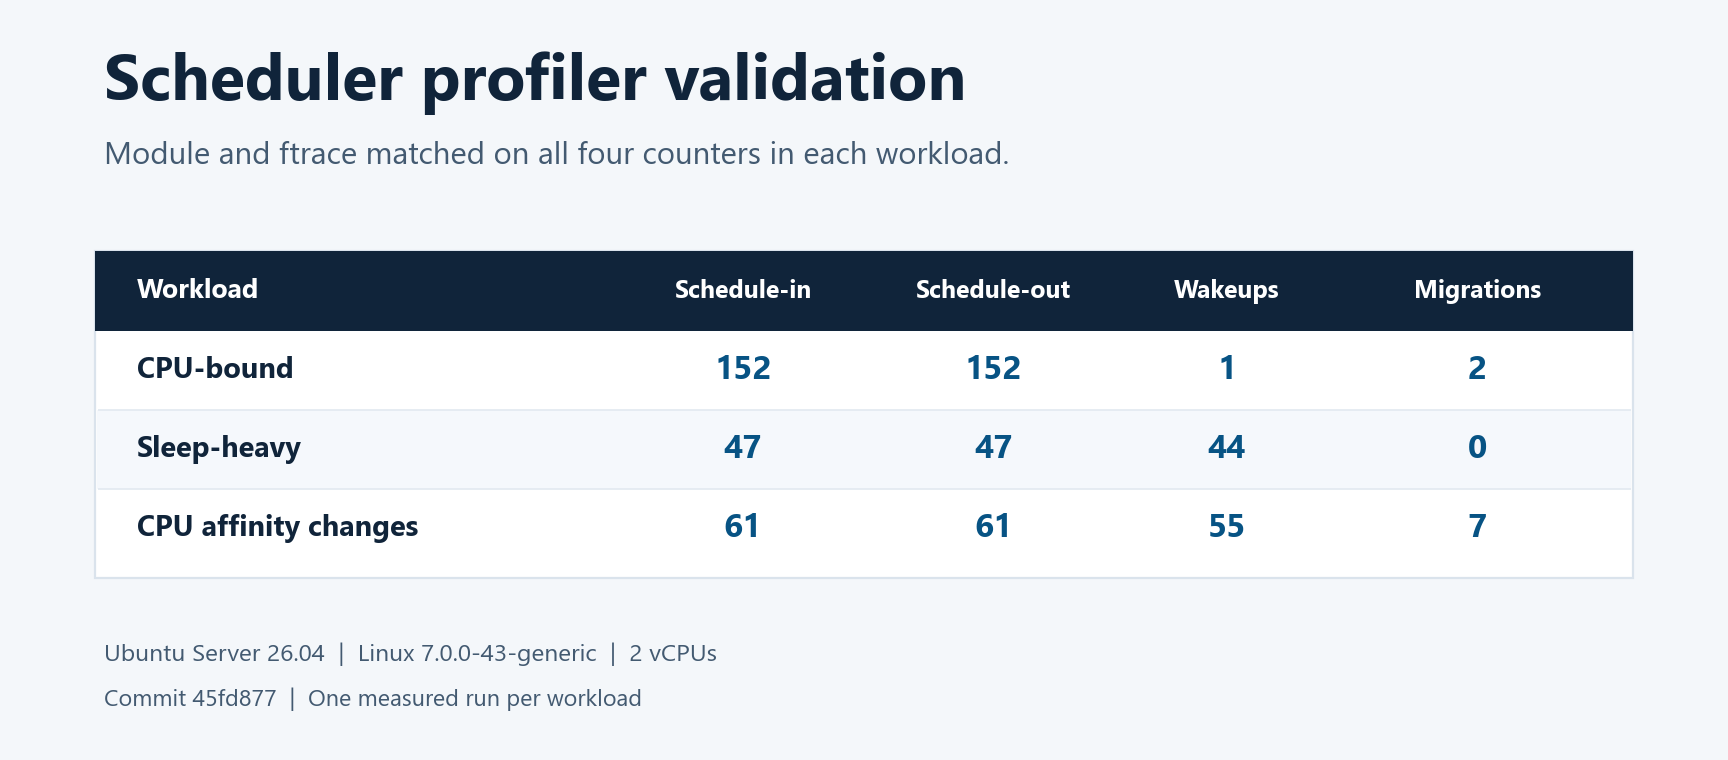 Scheduler profiler validation
Module and ftrace matched on all four counters in each workload.
Workload Schedule-in Schedule-out Wakeups Migrations
CPU-bound 152 152 1 2
Sleep-heavy 47 47 44 0
CPU affinity changes 61 61 55 7
Ubuntu Server 26.04 | Linux 7.0.0-43-generic | 2 vCPUs
Commit 45fd877 | One measured run per workload